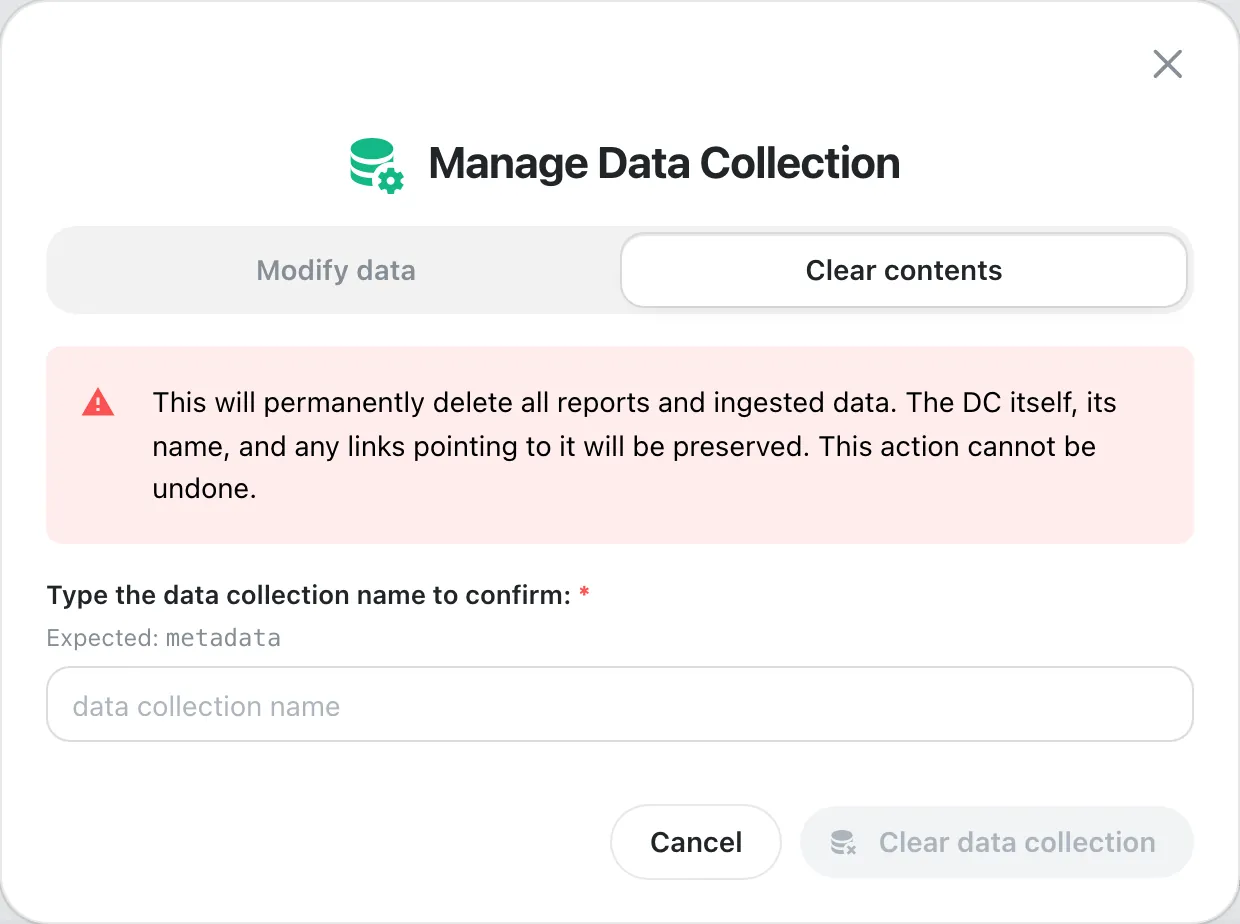 Manage Data Collection
Modify data
Clear contents
This will permanently delete all reports and ingested data. The DC itself, its
name, and any links pointing to it will be preserved. This action cannot be
undone.
Type the data collection name to confirm: *
Expected: metadata
data collection name
Cancel
Clear data collection